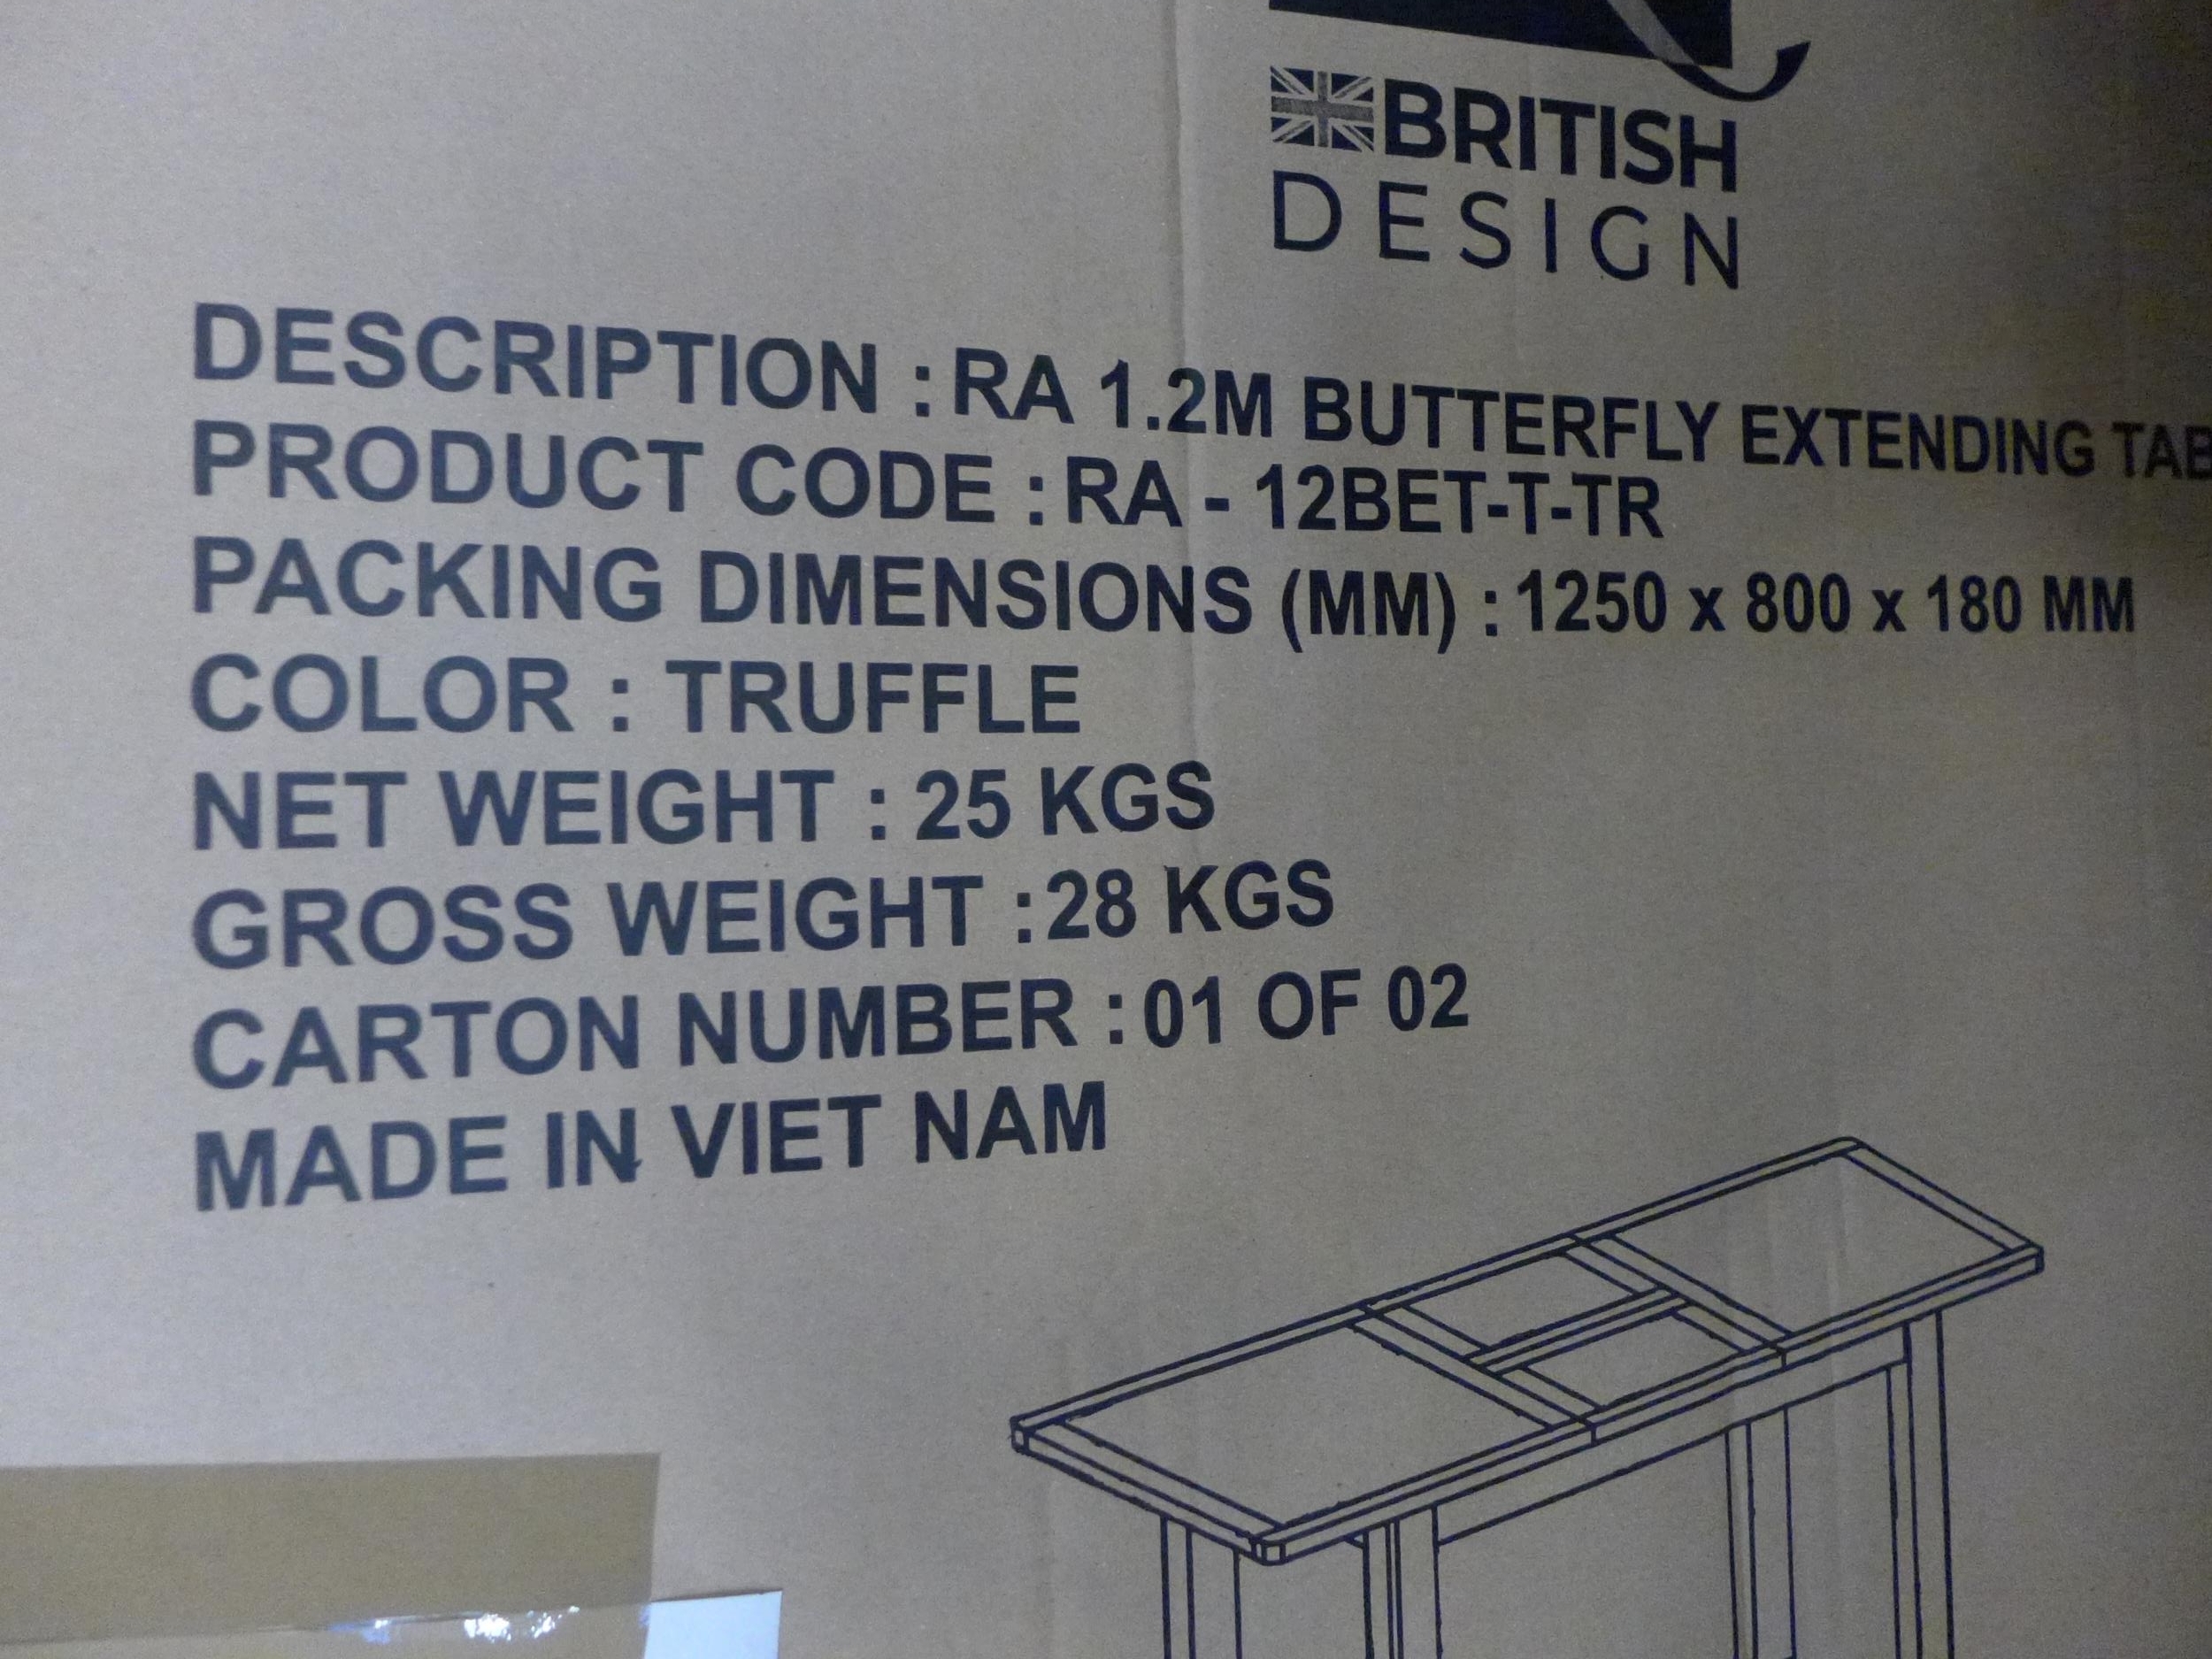 BRITISH
DESIGN
DESCRIPTION : RA 1.2M BUTTERFLY EXTENDING TAB
PRODUCT CODE : RA - 12BET-T-TR
PACKING DIMENSIONS (MM) : 1250 x 800 x 180 MM
COLOR : TRUFFLE
NET WEIGHT : 25 KGS
GROSS WEIGHT : 28 KGS
CARTON NUMBER : 01 OF 02
MADE IN VIET NAM